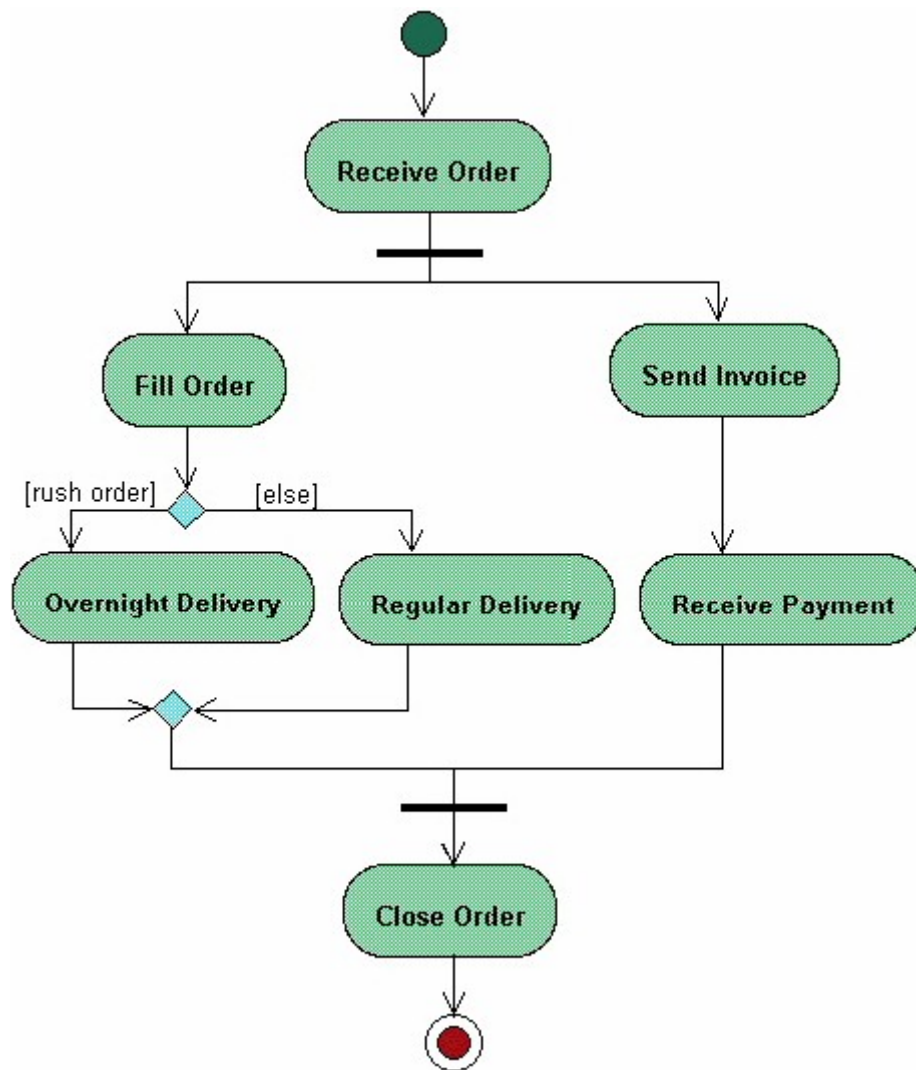 Receive Order
Fill Order
Send Invoice
[rush order]
[else]
Overnight Delivery
Regular Delivery
Receive Payment
Close Order